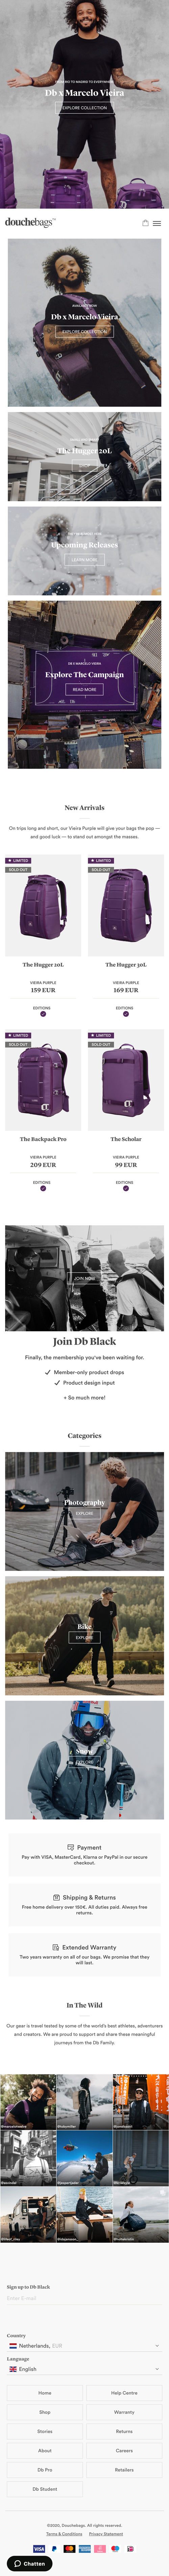 Db x Marcelo Vieira
EXPLORE COLLECTION
douchebags
AVAILABLE NOW
Db x Marcelo Vieira
EXPLORE COLLECTION
The Hugger 20L
Upcoming Releases
LEARN MORE
DB X MARCELO VIEIRA
Explore The Campaign
READ MORE
New Arrivals
On trips long and short, our Vieira Purple will give your bags the pop —
and good luck — to stand out amongst the masses.
LIMITED
SOLD OUT
LIMITED
SOLD OUT
The Hugger 20L
The Hugger 30L
VIEIRA PURPLE
VIEIRA PURPLE
159 EUR
169 EUR
EDITIONS
EDITIONS
LIMITED
SOLD OUT
LIMITED
SOLD OUT
The Backpack Pro
The Scholar
VIEIRA PURPLE
VIEIRA PURPLE
209 EUR
99 EUR
EDITIONS
EDITIONS
JOIN NOW
Join Db Black
Finally, the membership you've been waiting for.
Member-only product drops
Product design input
+ So much more!
Categories
Photography
EXPLORE
Bike
EXPLORE
EXPLORE
Payment
Pay with VISA, MasterCard, Klarna or PayPal in our secure
checkout.
Shipping & Returns
Free home delivery over 150€. All duties paid. Always free
returns.
Extended Warranty
Two years warranty on all of our bags. We promise that they
will last.
In The Wild
Our gear is travel tested by some of the world's best athletes, adventurers
and creators. We are proud to support and share these meaningful
journeys from the Db Family.
Sign up to Db Black
Enter E-mail
Country
Netherlands, EUR
Language
English
Home
Help Centre
Shop
Warranty
Stories
Returns
About
Careers
Db Pro
Retailers
Db Student
©2020, Douchebags. All rights reserved.
Terms & Conditions
Privacy Statement
VISA
Chatten